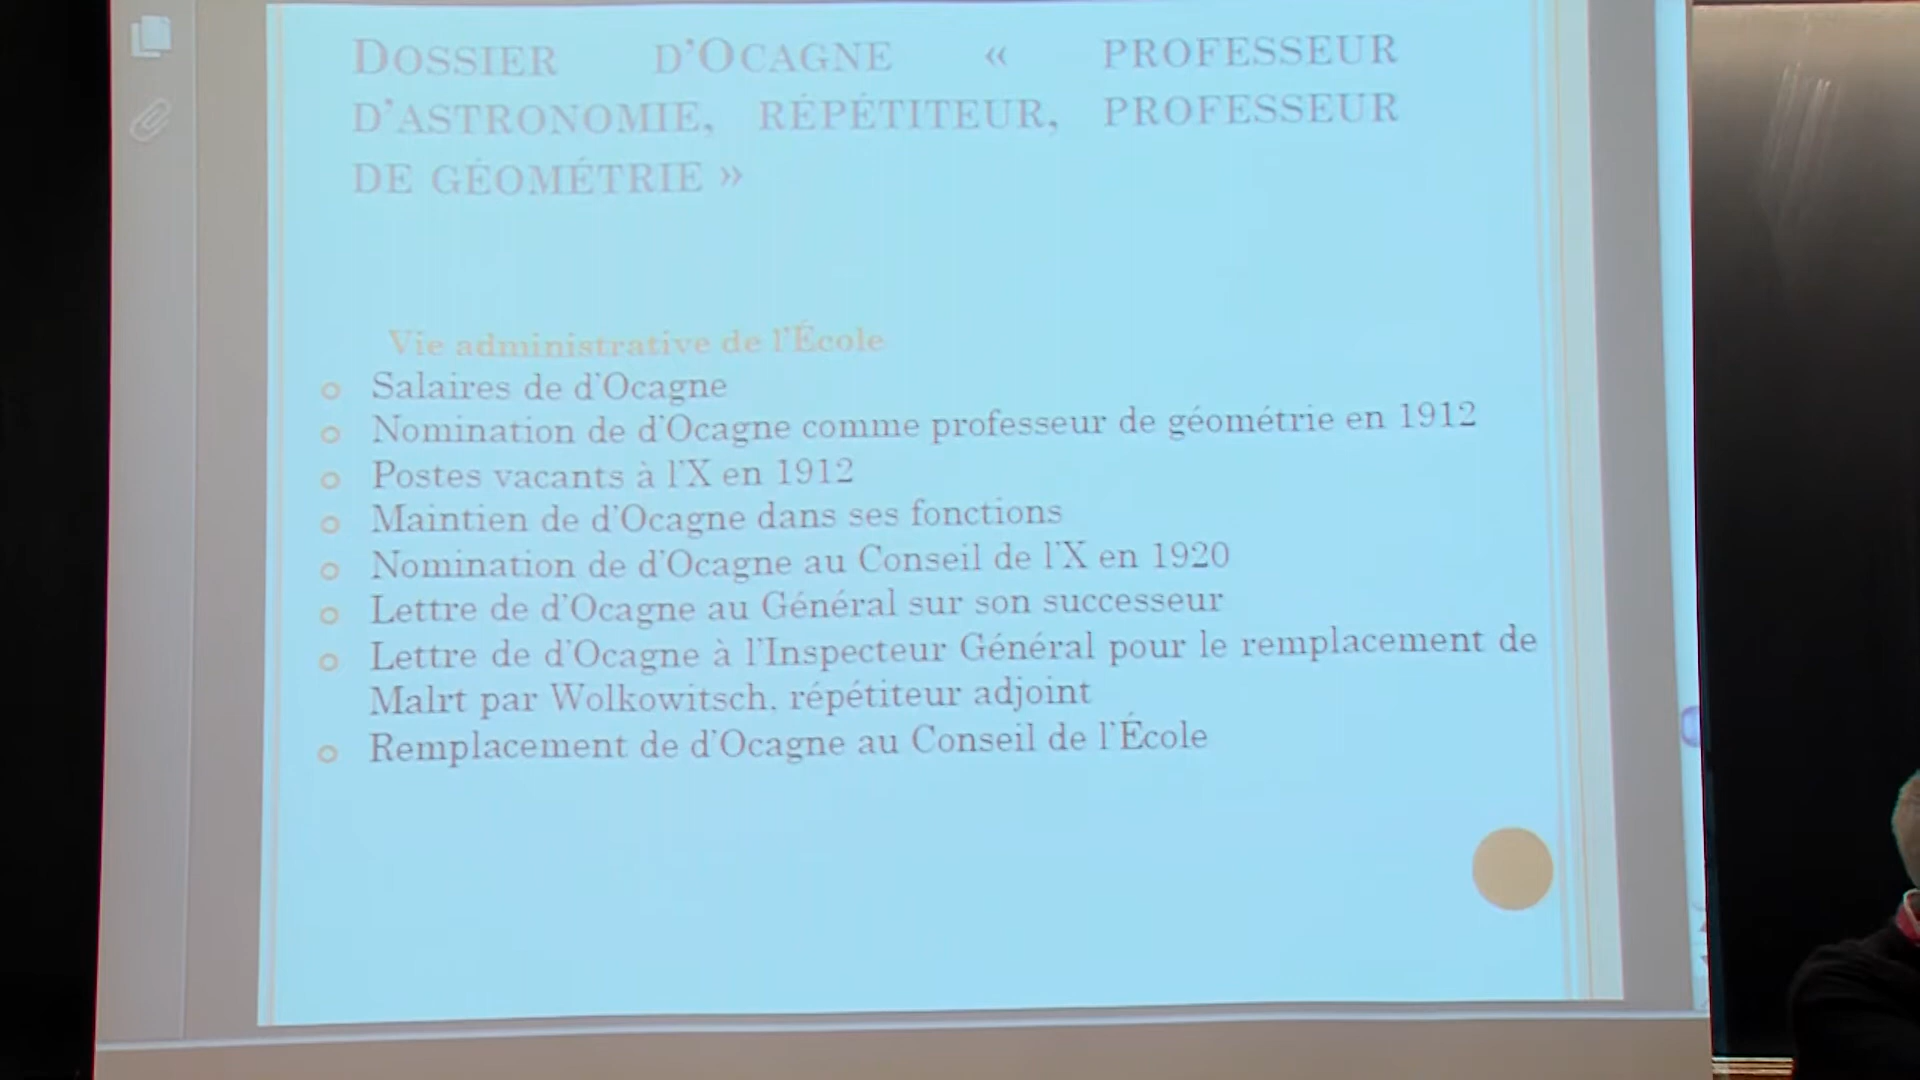 DOSSIER D'OCAGNE « PROFESSEUR
D'ASTRONOMIE, RÉPÉTITEUR, PROFESSEUR
DE GÉOMÉTRIE »
Vie administrative de l'École
Salaires de d'Ocagne
Nomination de d'Ocagne comme professeur de géométrie en 1912
Postes vacants à l'X en 1912
Maintien de d'Ocagne dans ses fonctions
Nomination de d'Ocagne au Conseil de l'X en 1920
Lettre de d'Ocagne au Général sur son successeur
Lettre de d'Ocagne à l'Inspecteur Général pour le remplacement de
Malrt par Wolkowitsch, répétiteur adjoint
Remplacement de d'Ocagne au Conseil de l'École